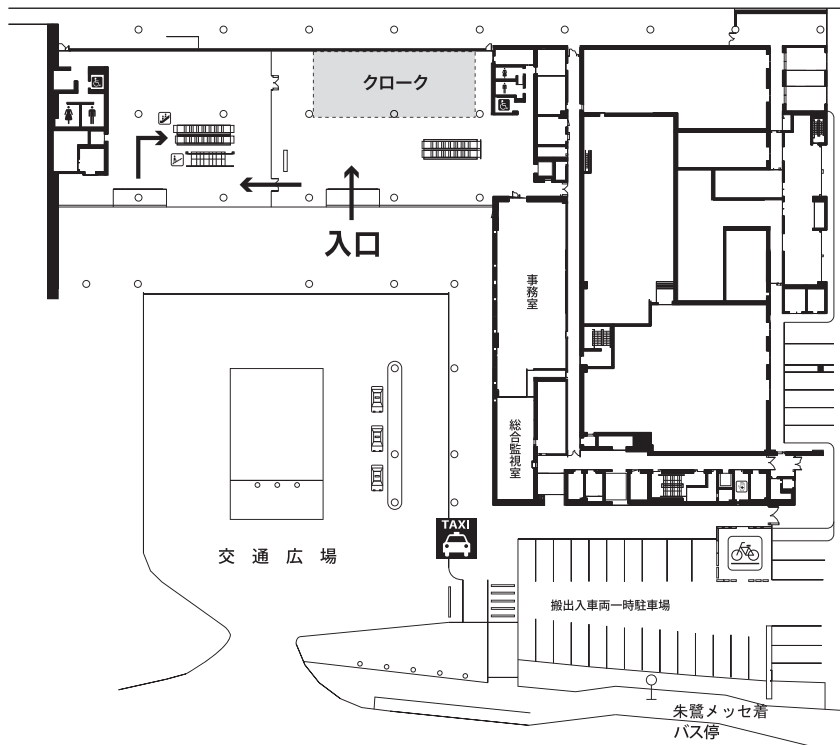 クローク
入口
事務室
総合監視室
TAXI
交通広場
搬出入車両一時駐車場
朱鷺メッセ着
バス停